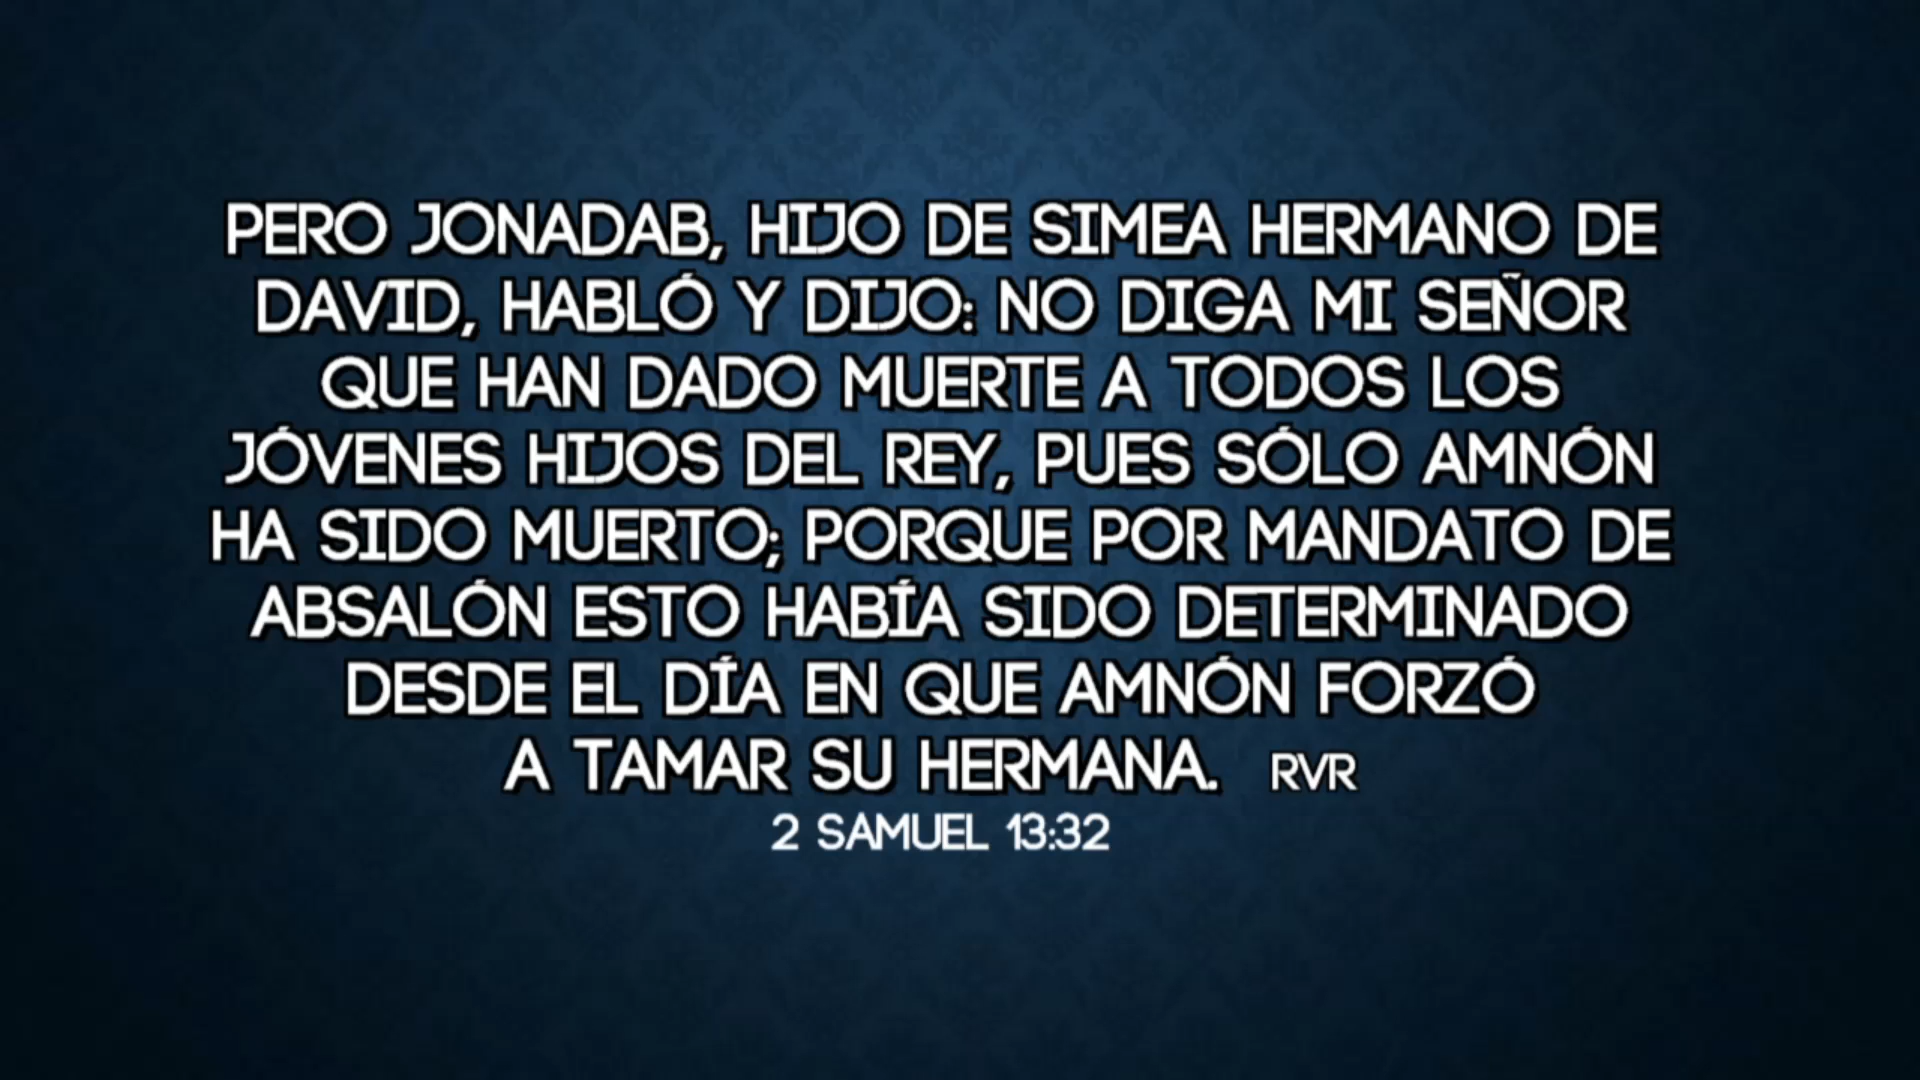 PERO JONADAB, HIJO DE SIMEA HERMANO DE
DAVID, HABLÓ Y DIJO: NO DIGA MI SEÑOR
QUE HAN DADO MUERTE A TODOS LOS
JÓVENES HIJOS DEL REY, PUES SÓLO AMNÓN
HA SIDO MUERTO; PORQUE POR MANDATO DE
ABSALÓN ESTO HABÍA SIDO DETERMINADO
DESDE EL DÍA EN QUE AMNÓN FORZÓ
A TAMAR SU HERMANA. RVR
2 SAMUEL 13:32